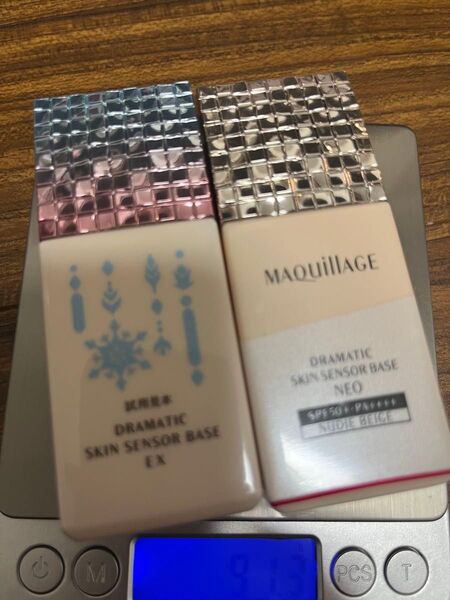 試用見本
DRAMATIC
SKIN SENSOR BASE
EX
MAQuillAGE
DRAMATIC
SKIN SENSOR BASE
NEO
SPF50+・PA++++
NUDIE BEIGE
M
PCS
T